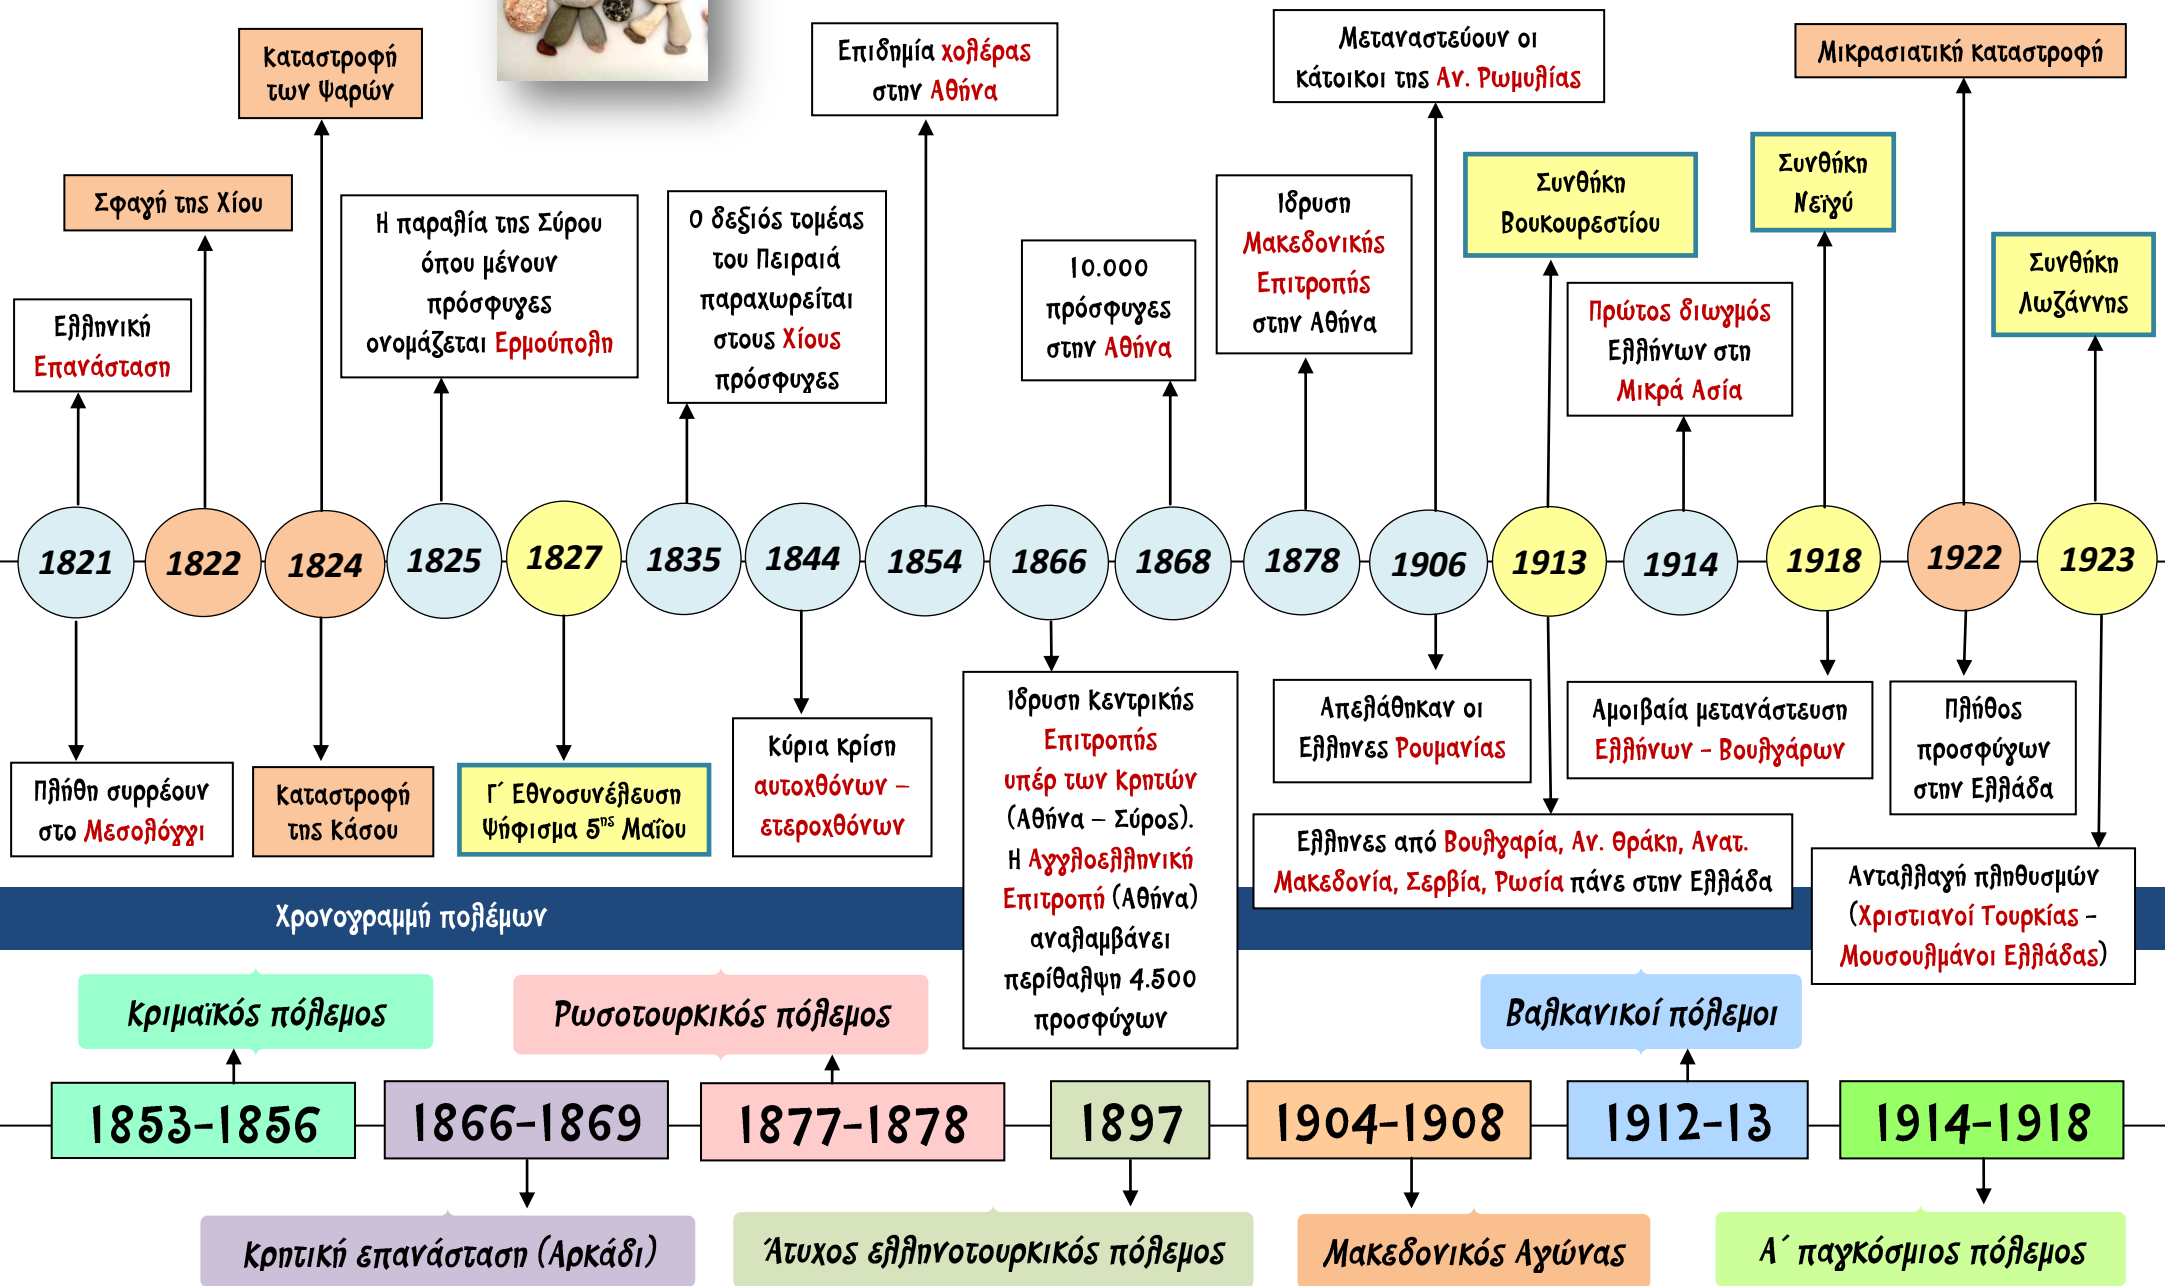 Καταστροφή
των Ψαρών
Επιδημία χολέρας
στην Αθήνα
Μεταναστεύουν οι
κάτοικοι της Αν. Ρωμυλίας
Μικρασιατική καταστροφή
Σφαγή της Χίου
Η παραλία της Σύρου
όπου μένουν
πρόσφυγες
ονομάζεται Ερμούπολη
Ο δεξιός τομέας
του Πειραιά
παραχωρείται
στους Χίους
πρόσφυγες
10.000
πρόσφυγες
στην Αθήνα
Ιδρυση
Μακεδονικής
Επιτροπής
στην Αθήνα
Συνθήκη
Βουκουρεστίου
Συνθήκη
Νεϊγύ
Συνθήκη
Λωζάννης
Ελληνική
Επανάσταση
Πρώτος διωγμός
Ελλήνων στη
Μικρά Ασία
1821
1822
1824
1825
1827
1835
1844
1854
1866
1868
1878
1906
1913
1914
1918
1922
1923
Πλήθη συρρέουν
στο Μεσολόγγι
Καταστροφή
της Κάσου
Γ΄ Εθνοσυνέλευση
Ψήφισμα 5ης Μαΐου
Κύρια κρίση
αυτοχθόνων –
ετεροχθόνων
Ιδρυση Κεντρικής
Επιτροπής
υπέρ των Κρητών
(Αθήνα – Σύρος).
Η Αγγλοελληνική
Επιτροπή (Αθήνα)
αναλαμβάνει
περίθαλψη 4.500
προσφύγων
Απελάθηκαν οι
Ελληνες Ρουμανίας
Ελληνες από Βουλγαρία, Αν. Θράκη, Ανατ.
Μακεδονία, Σερβία, Ρωσία πάνε στην Ελλάδα
Αμοιβαία μετανάστευση
Ελλήνων – Βουλγάρων
Πλήθος
προσφύγων
στην Ελλάδα
Ανταλλαγή πληθυσμών
(Χριστιανοί Τουρκίας -
Μουσουλμάνοι Ελλάδας)
Χρονογραμμή πολέμων
Κριμαϊκός πόλεμος
Ρωσοτουρκικός πόλεμος
Βαλκανικοί πόλεμοι
1853-1856
1866-1869
1877-1878
1897
1904-1908
1912-13
1914-1918
Κρητική επανάσταση (Αρκάδι)
Άτυχος ελληνοτουρκικός πόλεμος
Μακεδονικός Αγώνας
Α΄ παγκόσμιος πόλεμος